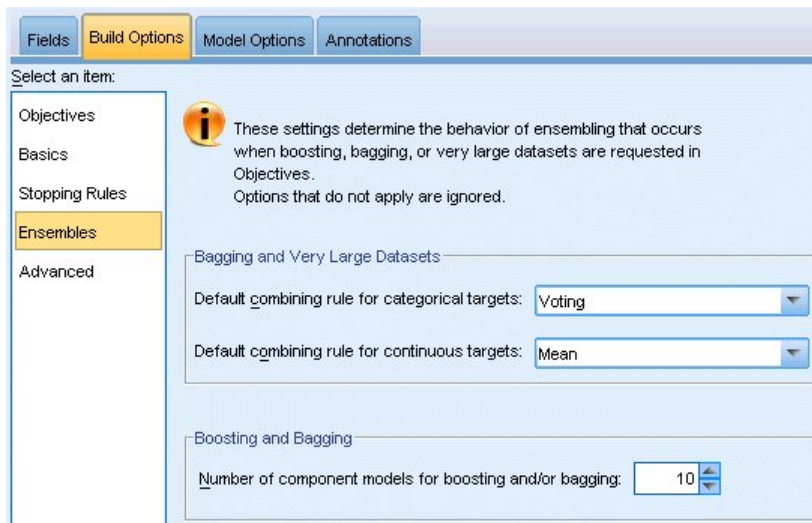 Fields Build Options Model Options Annotations
Select an item:
Objectives
Basics
Stopping Rules
Ensembles
Advanced
These settings determine the behavior of ensembling that occurs
when boosting, bagging, or very large datasets are requested in
Objectives.
Options that do not apply are ignored.
Bagging and Very Large Datasets
Default combining rule for categorical targets: Voting
Default combining rule for continuous targets: Mean
Boosting and Bagging
Number of component models for boosting and/or bagging: 10